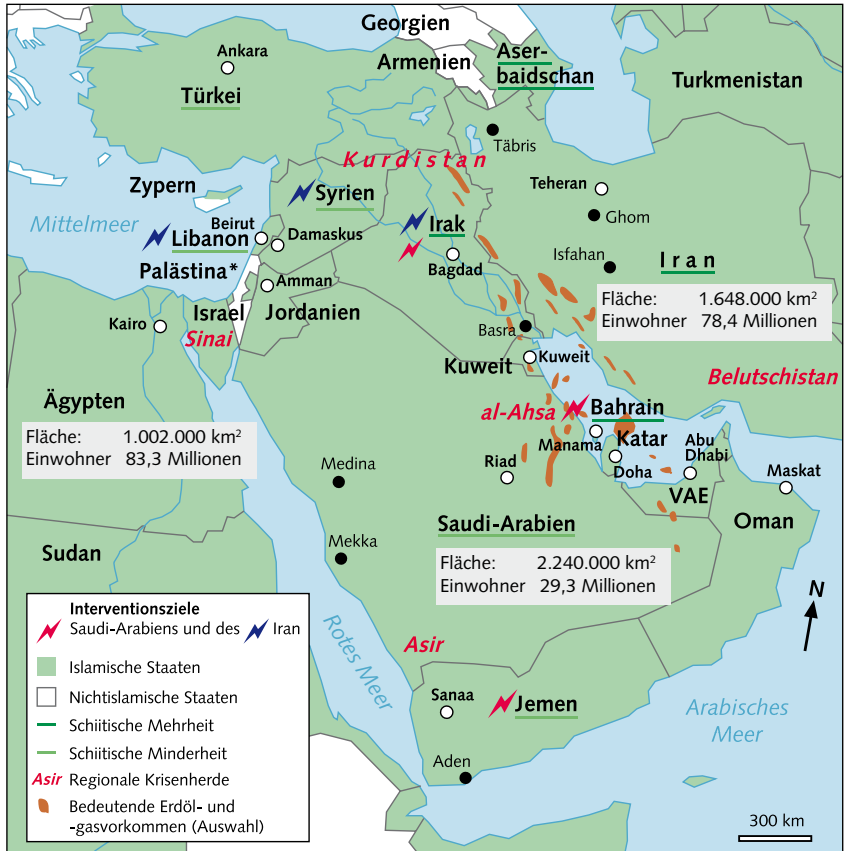 Georgien
Armenien
Aser-
baidschan
Turkmenistan
Ankara
Türkei
Täbris
Kurdistan
Zypern
Syrien
Teheran
Ghom
Mittelmeer
Beirut
Libanon
Damaskus
Irak
Bagdad
Isfahan
Iran
Palästina*
Amman
Israel
Jordanien
Sinai
Kairo
Basra
Fläche: 1.648.000 km²
Einwohner 78,4 Millionen
Kuweit
Kuweit
Belutschistan
Ägypten
Fläche: 1.002.000 km²
Einwohner 83,3 Millionen
al-Ahsa
Bahrain
Manama
Katar
Doha
Abu
Dhabi
VAE
Maskat
Oman
Medina
Riad
Mekka
Saudi-Arabien
Fläche: 2.240.000 km²
Einwohner 29,3 Millionen
Sudan
Rotes Meer
Asir
Sanaa
Jemen
Aden
Arabisches
Meer
N
Interventionsziele
Saudi-Arabiens und des Iran
Islamische Staaten
Nichtislamische Staaten
Schiitische Mehrheit
Schiitische Minderheit
Asir Regionale Krisenherde
Bedeutende Erdöl- und
-gasvorkommen (Auswahl)
300 km